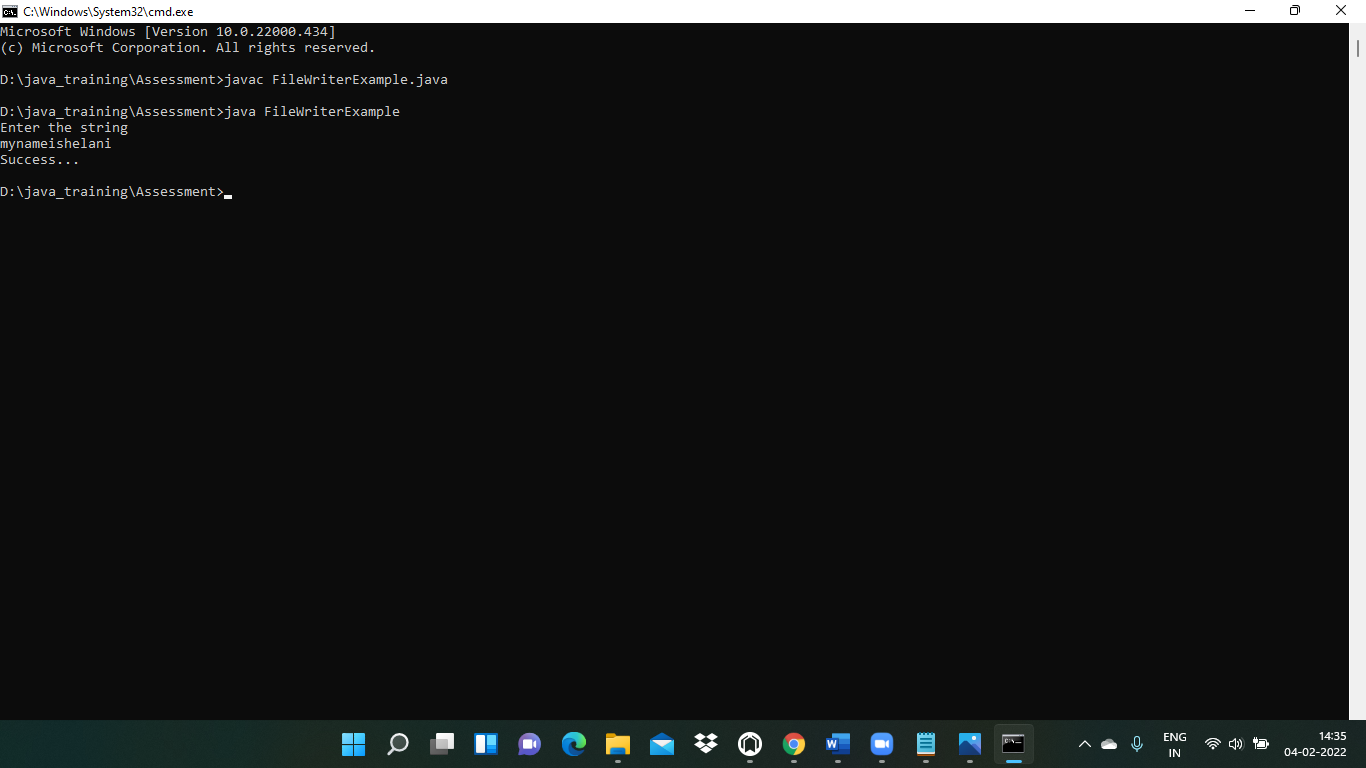 C:\Windows\System32\cmd.exe
Microsoft Windows [Version 10.0.22000.434]
(c) Microsoft Corporation. All rights reserved.
D:\java_training\Assessment>javac FileWriterExample.java
D:\java_training\Assessment>java FileWriterExample
Enter the string
mynameishelani
Success...
D:\java_training\Assessment>
ENG
IN
14:35
04-02-2022